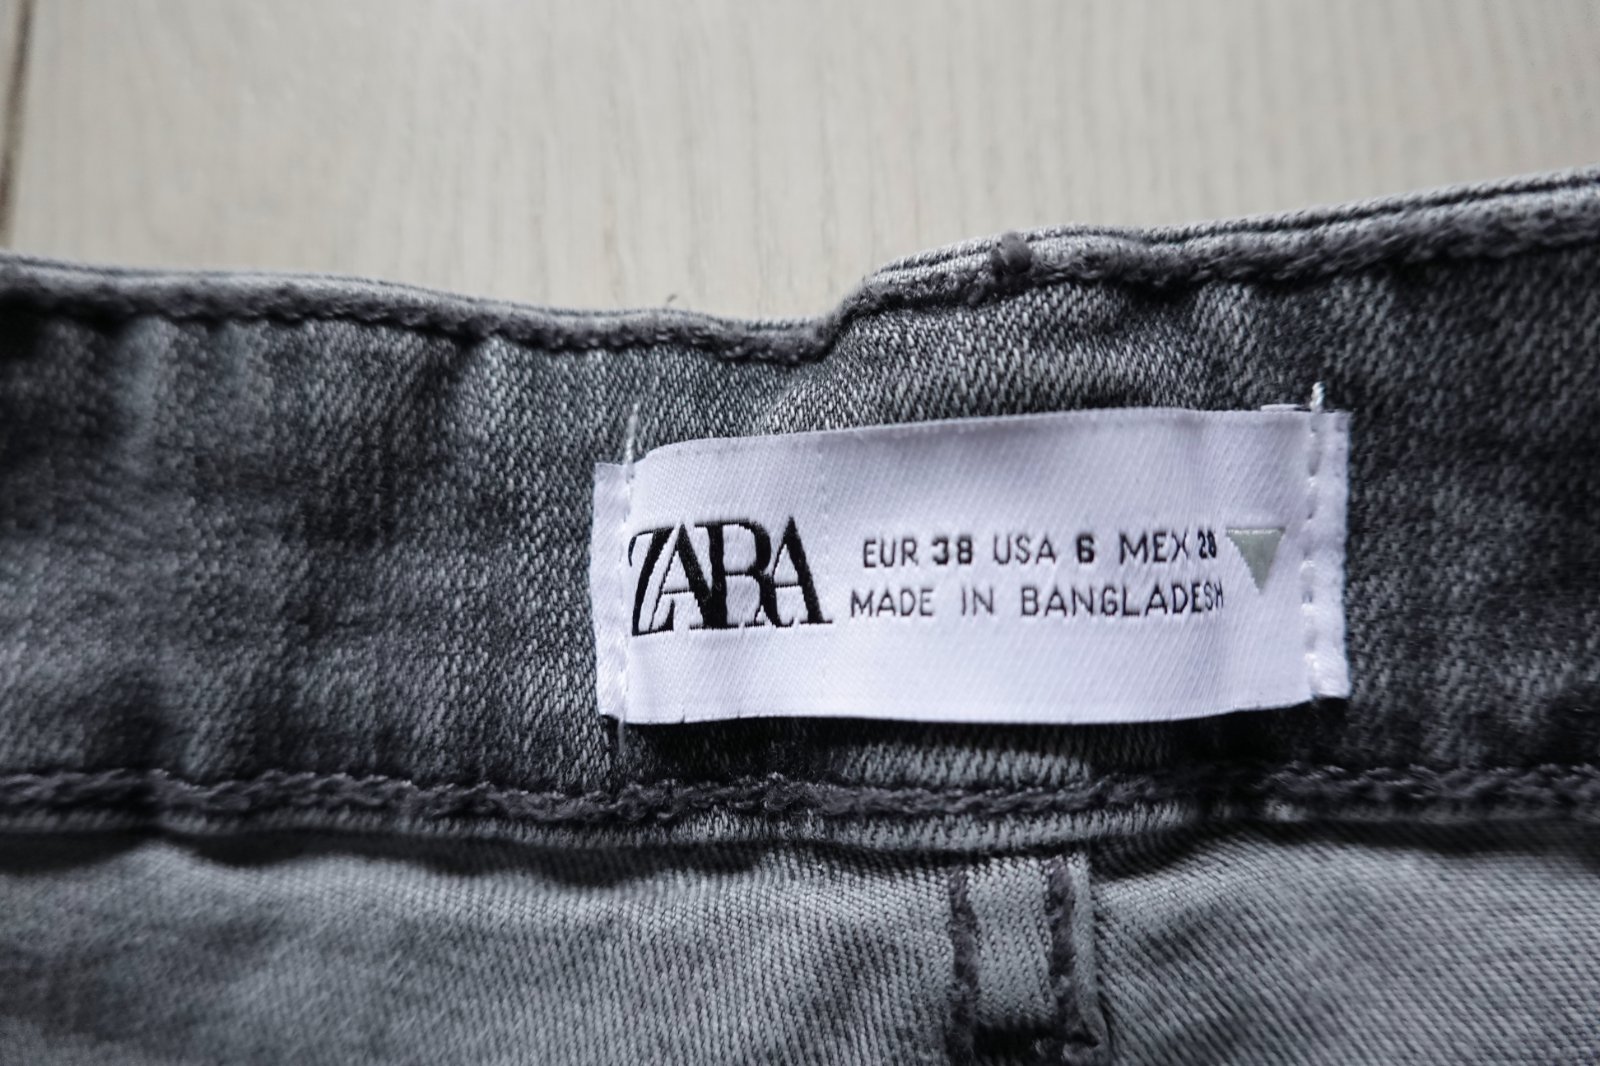 ZARA
EUR 38 USA 6 MEX 28
MADE IN BANGLADESH